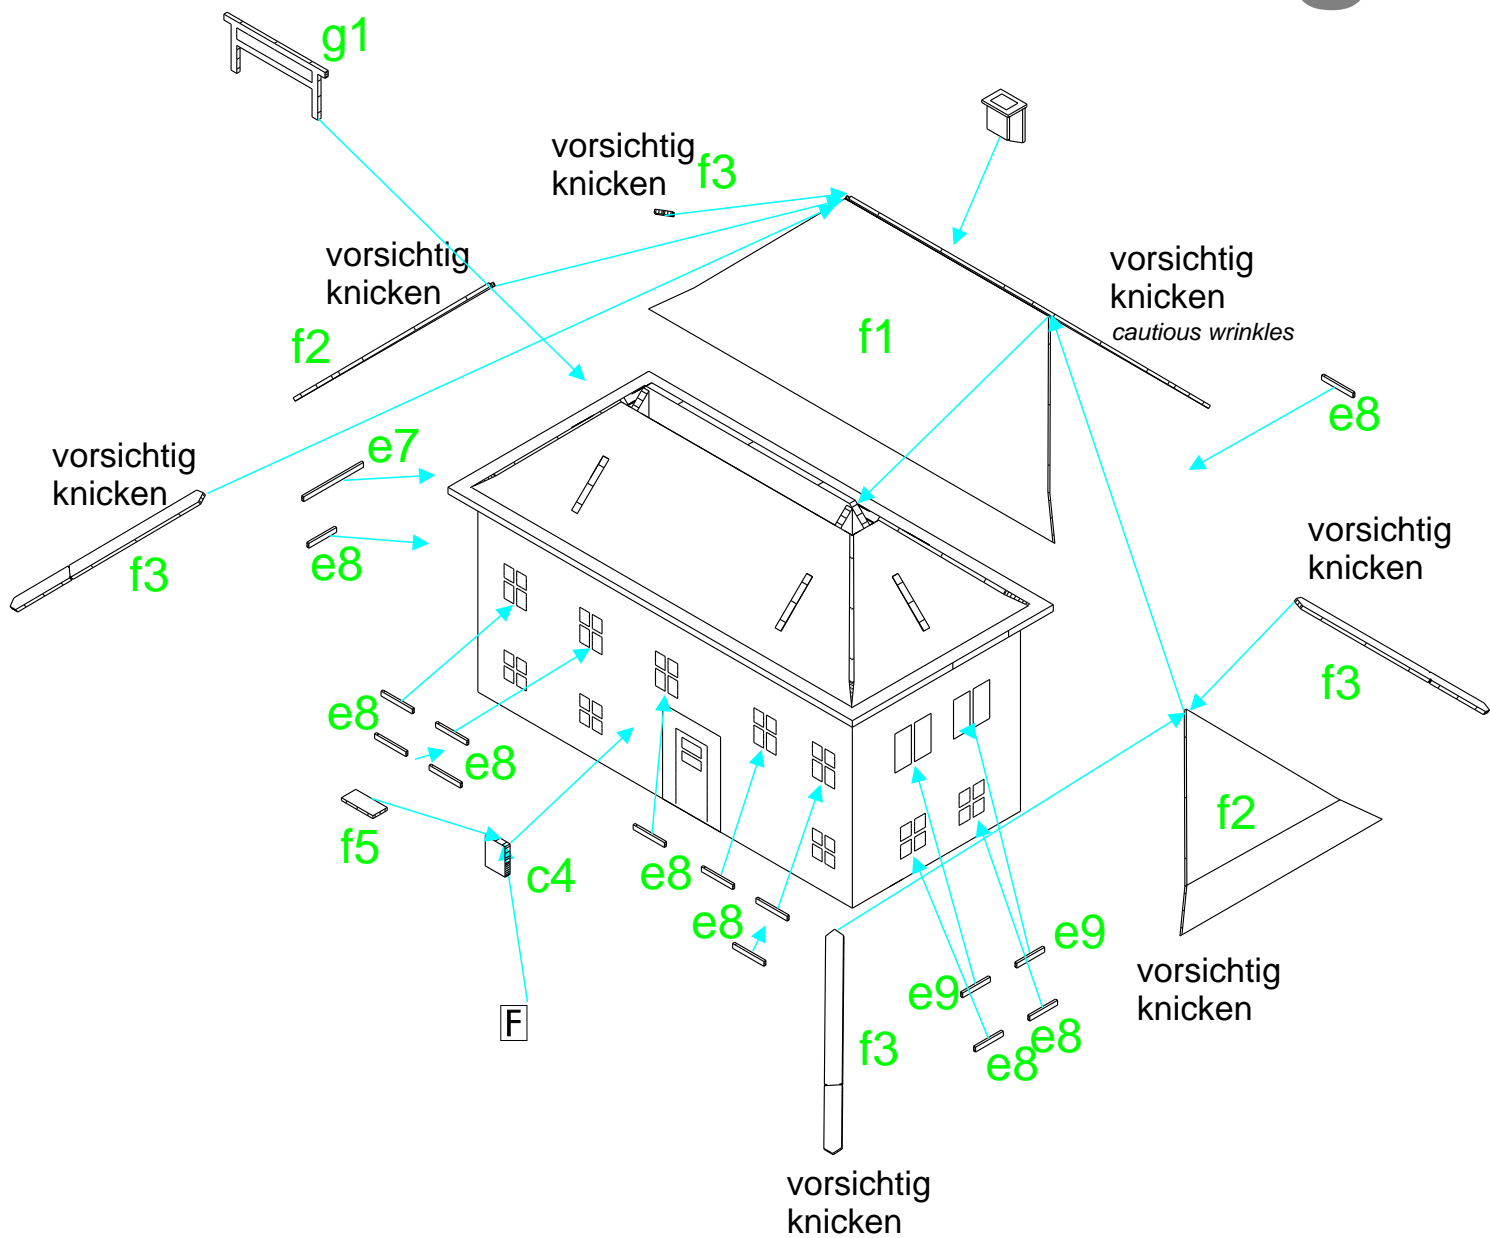 g1
vorsichtig
knicken
f3
vorsichtig
knicken
f2
vorsichtig
knicken
cautious wrinkles
f1
e8
vorsichtig
knicken
f3
e7
e8
vorsichtig
knicken
f3
e8
e8
f5
c4
e8
e8
F
f2
vorsichtig
knicken
e9
e9
e8
e8
f3
vorsichtig
knicken